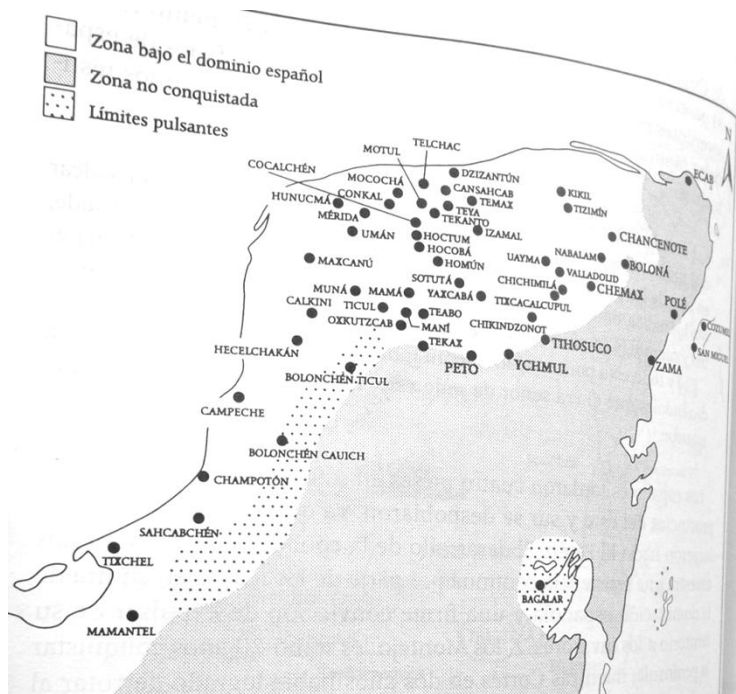 Zona bajo el dominio español
Zona no conquistada
Límites pulsantes
N
TELCHAC
MOTUL
COCALCHÉN
DZIZANTÚN
ECAB
MOCOCHÁ
CANSAHCAB
KIKIL
CONKAL
TEMAX
HUNUCMÁ
TEYA
TIZIMÍN
MÉRIDA
TEKANTO
UMÁN
HOCTUM
IZAMAL
CHANCENOTE
HOCOBÁ
UAYMA
NABALAM
MAXCANÚ
HOMÚN
BOLONÁ
VALLADOLID
SOTUTÁ
CHICHIMILÁ
CHEMAX
MUNÁ
MAMÁ
YAXCABÁ
TIXCACALCUPUL
POLÉ
CALKINI
TICUL
TEABO
COZUMEL
OXKUTZCAB
MANÍ
CHIKINDZONOT
TIHOSUCO
HECELCHAKÁN
TEKAX
SAN MIGUEL
PETO
YCHMUL
ZAMA
BOLONCHÉN TICUL
CAMPECHE
BOLONCHÉN CAUICH
CHAMPOTÓN
SAHCABCHÉN
TIXCHEL
BACALAR
MAMANTEL